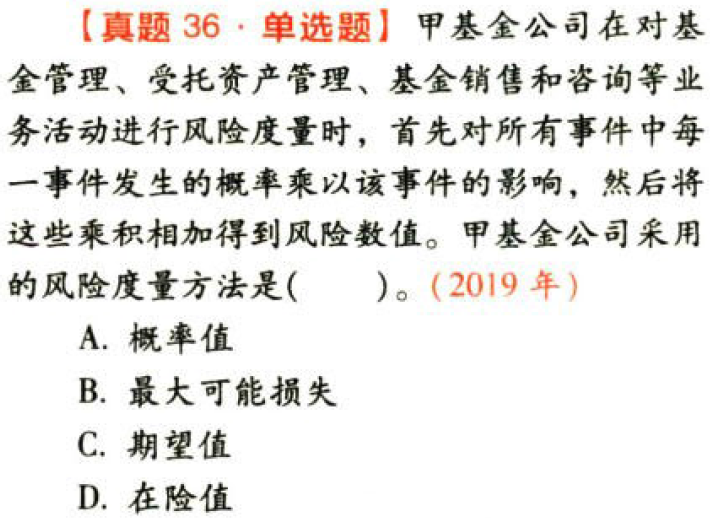 【真题 36 · 单选题】甲基金公司在对基
金管理、受托资产管理、基金销售和咨询等业
务活动进行风险度量时，首先对所有事件中每
一事件发生的概率乘以该事件的影响，然后将
这些乘积相加得到风险数值。甲基金公司采用
的风险度量方法是(　　)。(2019 年)
A. 概率值
B. 最大可能损失
C. 期望值
D. 在险值